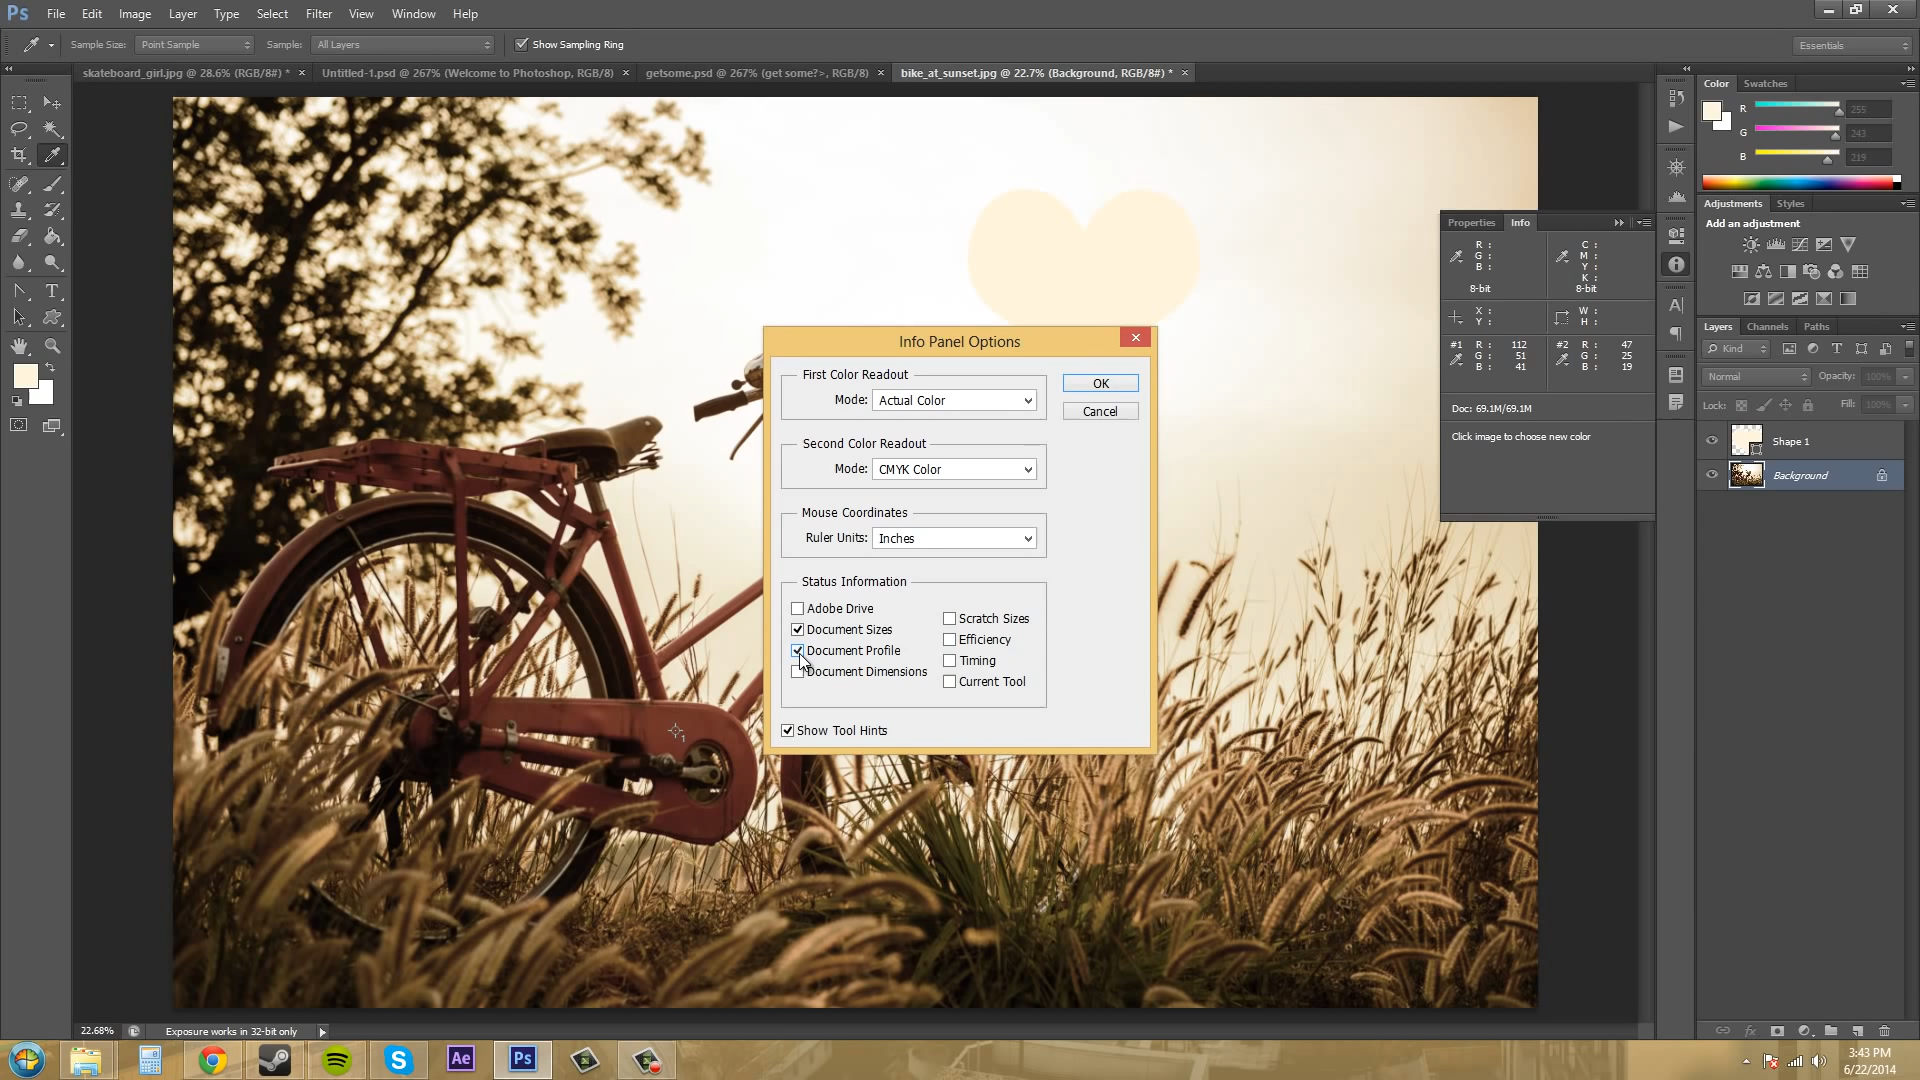 Ps File Edit Image Layer Type Select Filter View Window Help
Sample Size: Point Sample Sample: All Layers Show Sampling Ring Essentials
skateboard_girl.jpg @ 28.6% (RGB/8#) * × Untitled-1.psd @ 267% (Welcome to Photoshop, RGB/8) × getsome.psd @ 267% (get some?>, RGB/8) × bike_at_sunset.jpg @ 22.7% (Background, RGB/8#) * ×
Color Swatches
R 255
G 243
B 219
Adjustments Styles
Add an adjustment
Properties Info
R : C :
G : M :
B : Y :
K :
8-bit 8-bit
X : W :
Y : H :
#1 R : 112 #2 R : 47
G : 51 G : 25
B : 41 B : 19
Doc: 69.1M/69.1M
Click image to choose new color
Layers Channels Paths
Kind
Normal Opacity: 100%
Lock: Fill: 100%
Shape 1
Background
Info Panel Options
First Color Readout
Mode: Actual Color
OK
Cancel
Second Color Readout
Mode: CMYK Color
Mouse Coordinates
Ruler Units: Inches
Status Information
Adobe Drive
Document Sizes
Document Profile
Document Dimensions
Scratch Sizes
Efficiency
Timing
Current Tool
Show Tool Hints
1
22.68% Exposure works in 32-bit only
Ae Ps
3:43 PM
6/22/2014